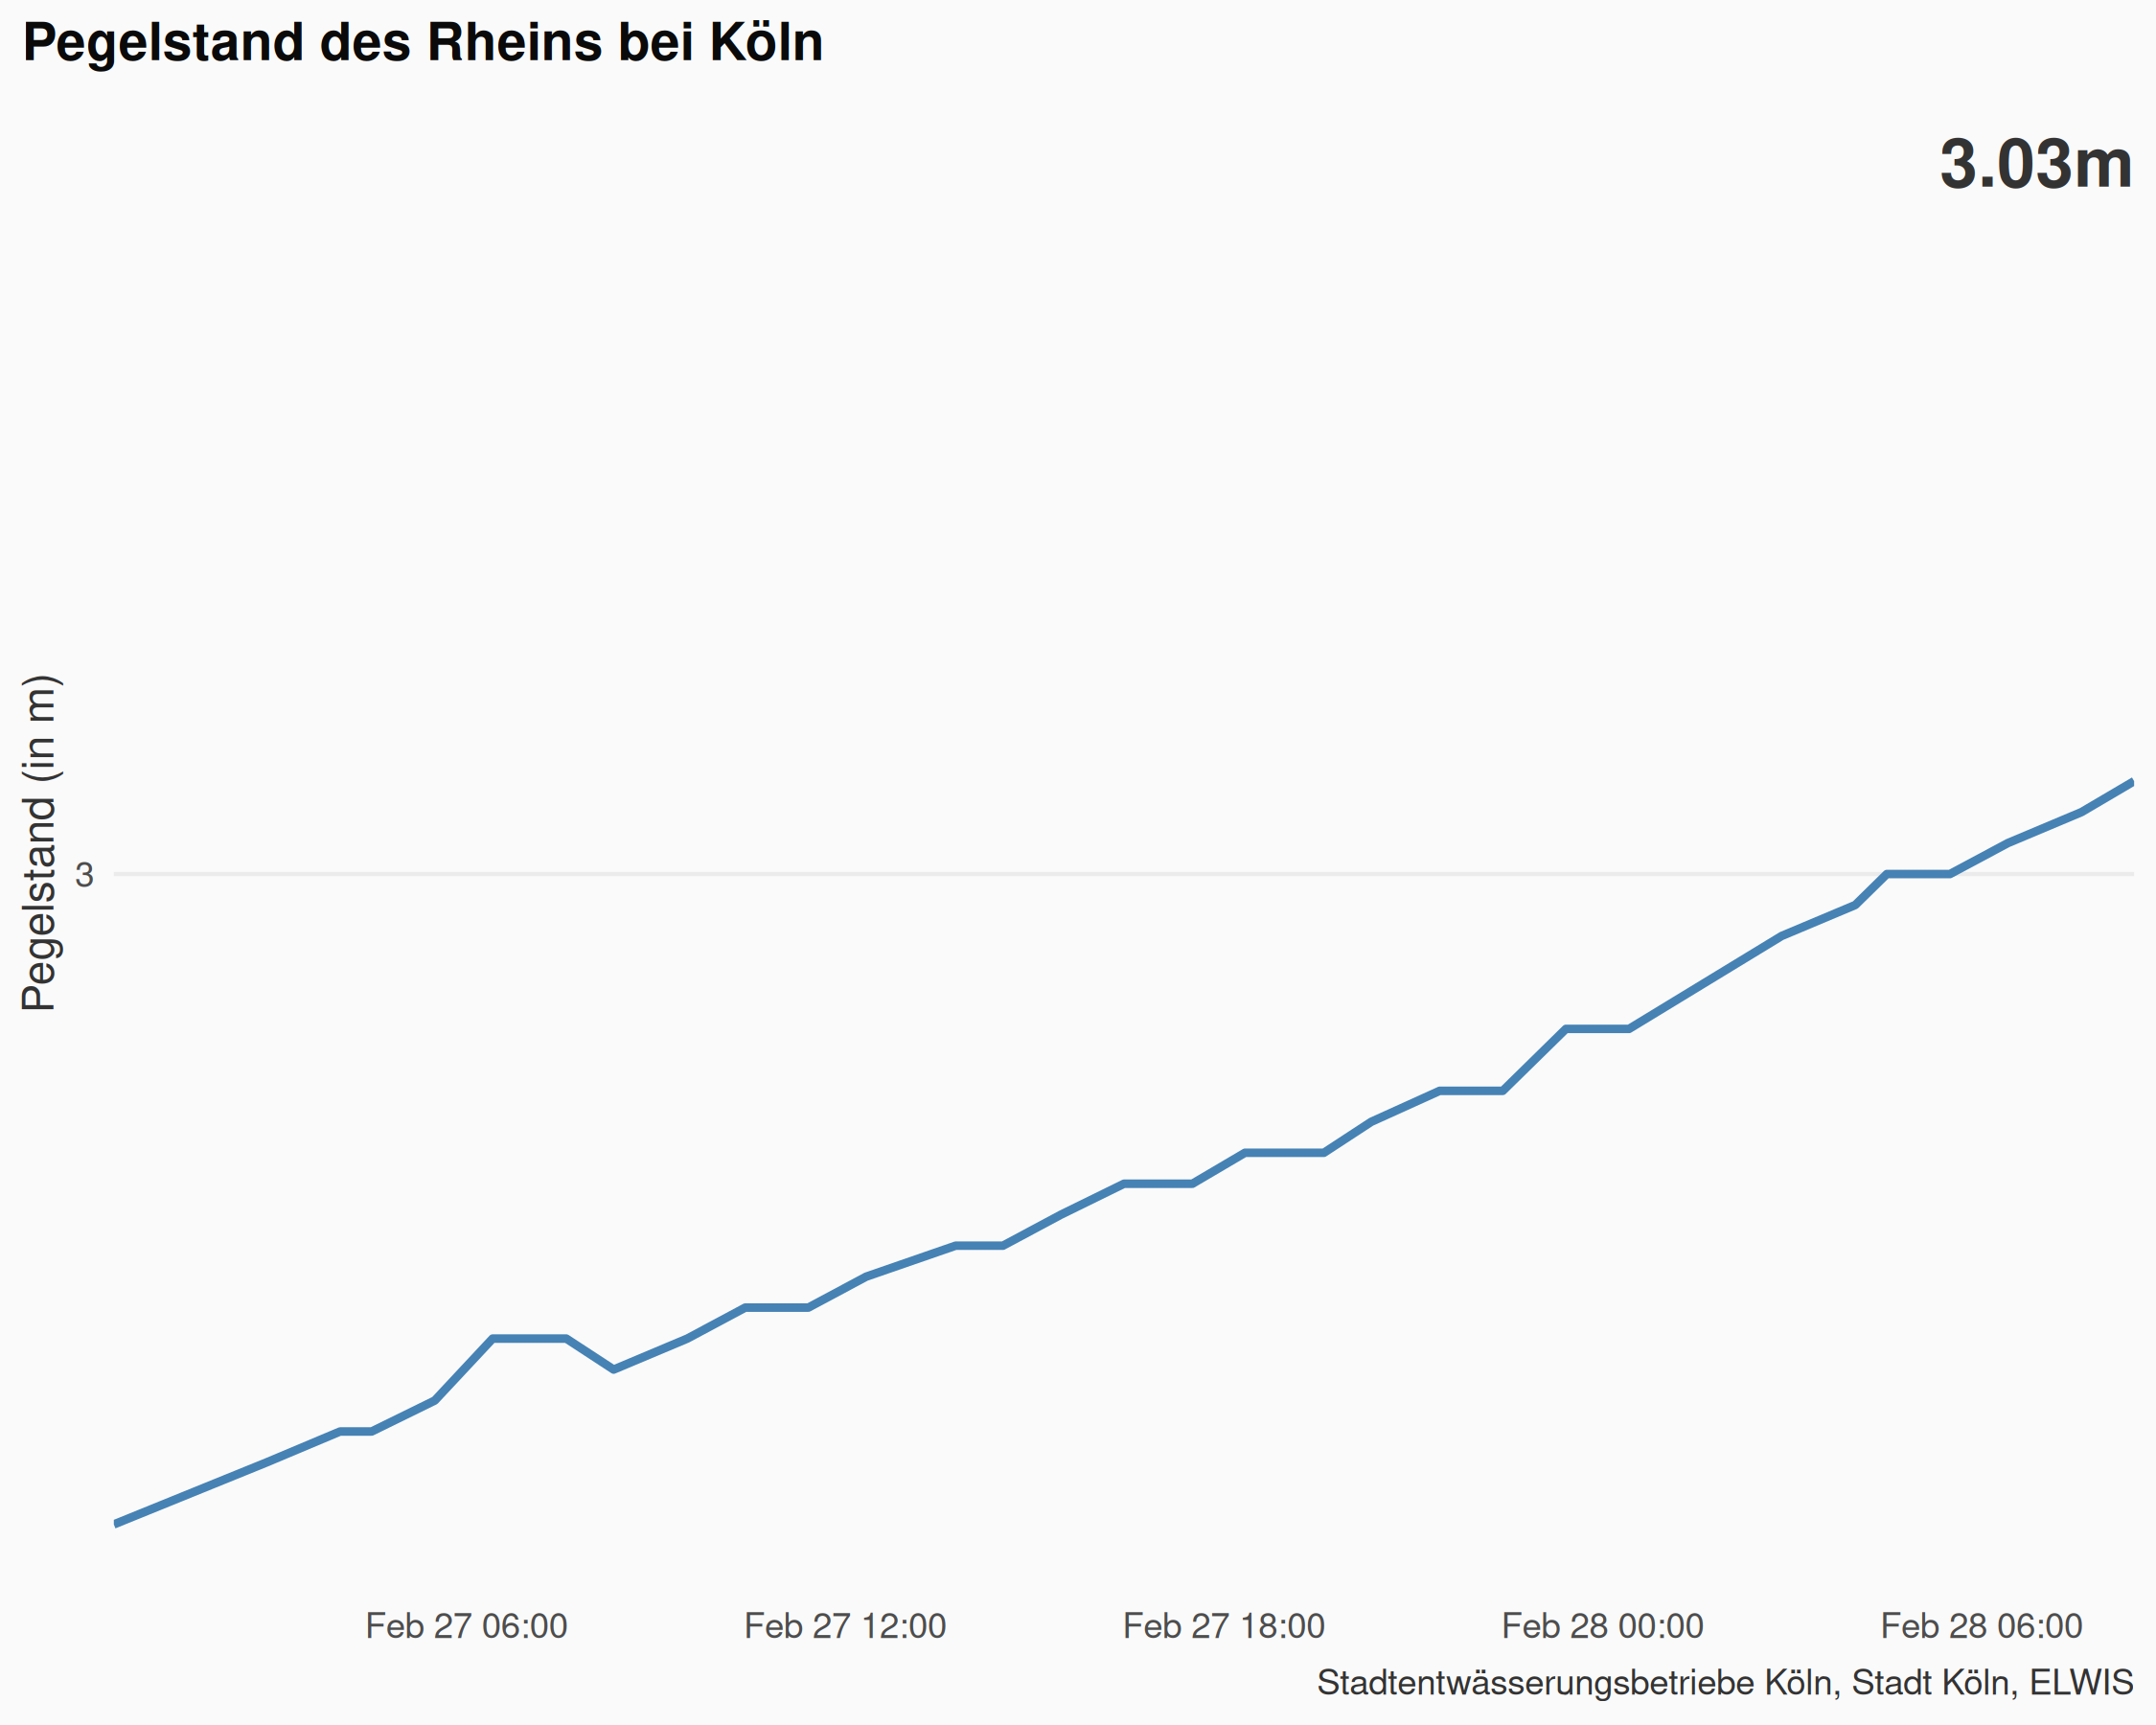 Pegelstand des Rheins bei Köln
3.03m
Pegelstand (in m)
3
Feb 27 06:00
Feb 27 12:00
Feb 27 18:00
Feb 28 00:00
Feb 28 06:00
Stadtentwässerungsbetriebe Köln, Stadt Köln, ELWIS